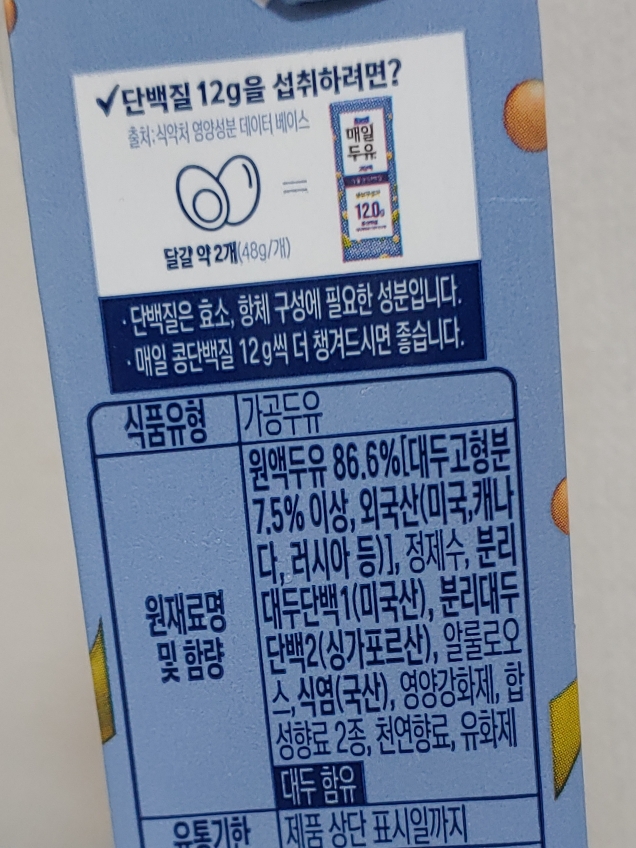 ✓단백질 12g을 섭취하려면?
출처:식약처 영양성분 데이터 베이스
매일
두유
12.0g
=
달걀 약 2개(48g/개)
·단백질은 효소, 항체 구성에 필요한 성분입니다.
·매일 콩단백질 12g씩 더 챙겨드시면 좋습니다.
식품유형
가공두유
원재료명
및 함량
원액두유 86.6%[대두고형분
7.5% 이상, 외국산(미국,캐나
다, 러시아 등)], 정제수, 분리
대두단백1(미국산), 분리대두
단백2(싱가포르산), 알룰로오
스,식염(국산), 영양강화제, 합
성향료 2종, 천연향료, 유화제
대두 함유
유통기한
제품 상단 표시일까지